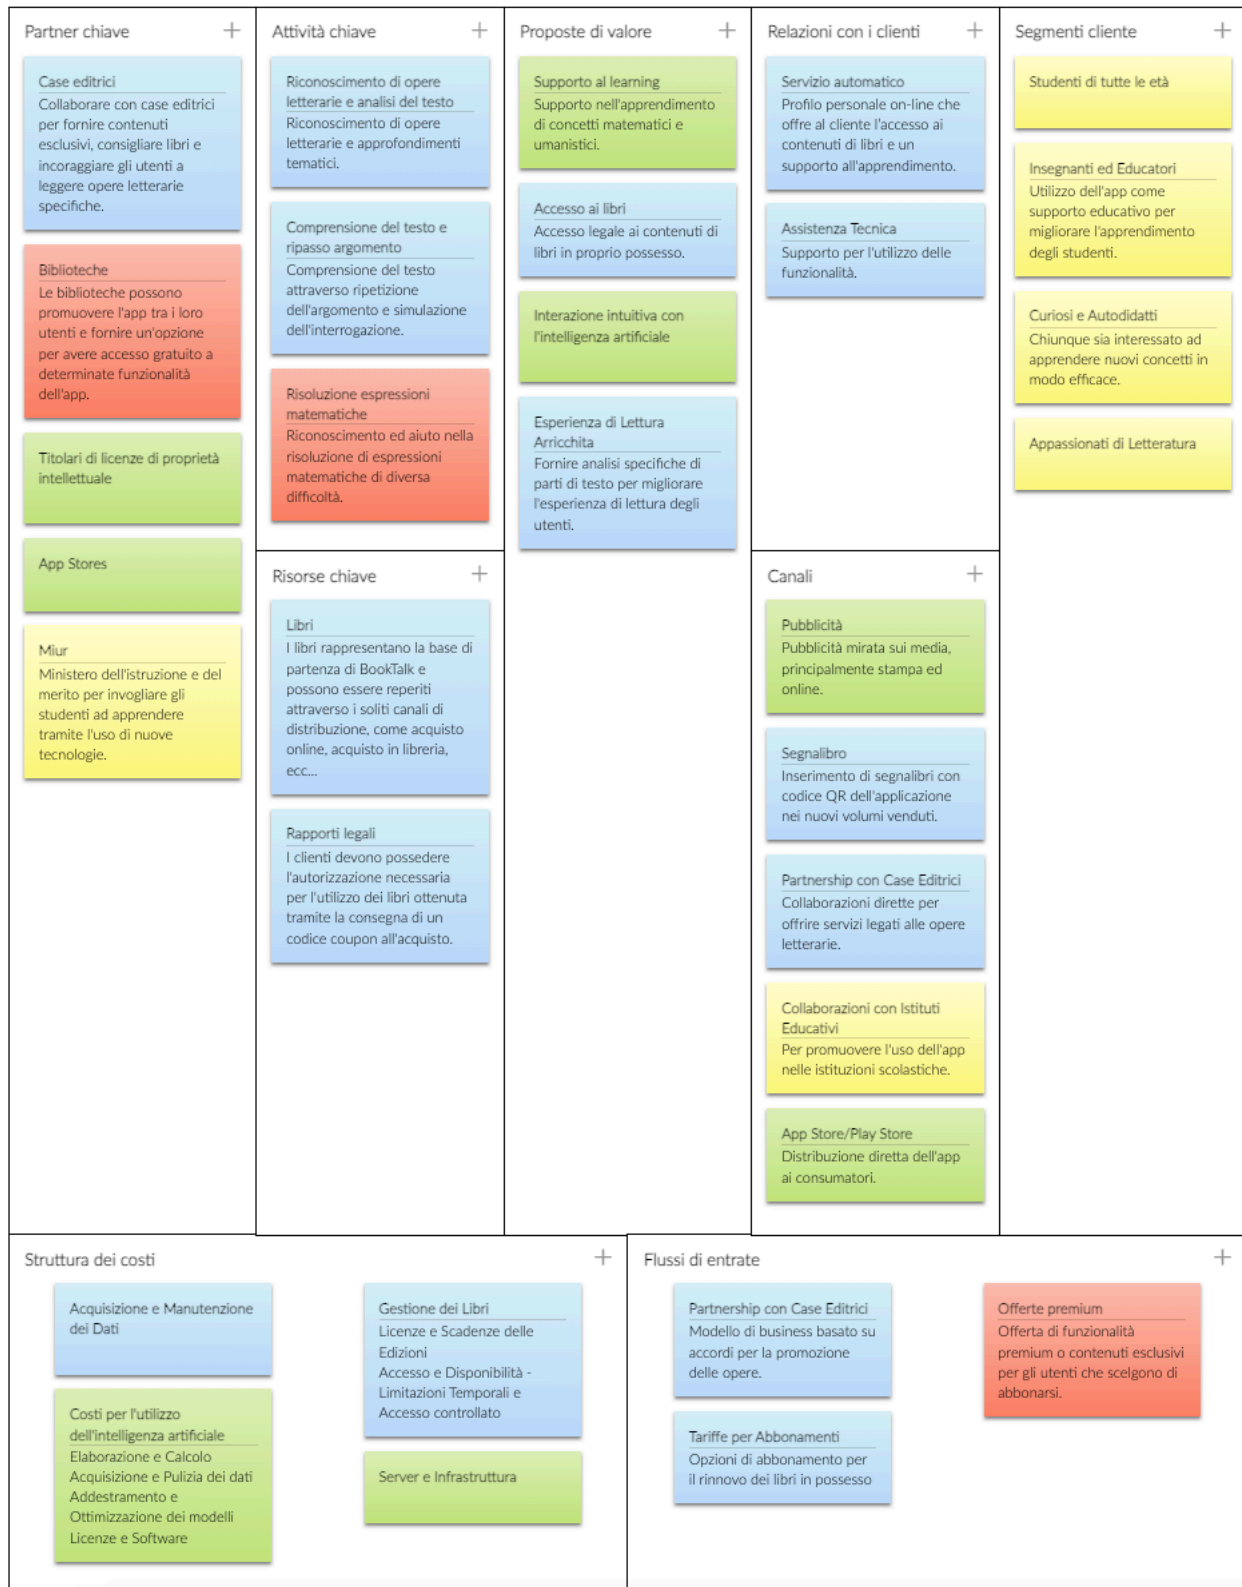 Partner chiave
Case editrici
Collaborare con case editrici
per fornire contenuti
esclusivi, consigliare libri e
incoraggiare gli utenti a
leggere opere letterarie
specifiche.
Biblioteche
Le biblioteche possono
promuovere l'app tra i loro
utenti e fornire un'opzione
per avere accesso gratuito a
determinate funzionalità
dell'app.
Titolari di licenze di proprietà
intellettuale
App Stores
Miur
Ministero dell'istruzione e del
merito per invogliare gli
studenti ad apprendere
tramite l'uso di nuove
tecnologie.
Attività chiave
Riconoscimento di opere
letterarie e analisi del testo
Riconoscimento di opere
letterarie e approfondimenti
tematici.
Comprensione del testo e
ripasso argomento
Comprensione del testo
attraverso ripetizione
dell'argomento e simulazione
dell'interrogazione.
Risoluzione espressioni
matematiche
Riconoscimento ed aiuto nella
risoluzione di espressioni
matematiche di diversa
difficoltà.
Risorse chiave
Libri
I libri rappresentano la base di
partenza di BookTalk e
possono essere reperiti
attraverso i soliti canali di
distribuzione, come acquisto
online, acquisto in libreria,
ecc...
Rapporti legali
I clienti devono possedere
l'autorizzazione necessaria
per l'utilizzo dei libri ottenuta
tramite la consegna di un
codice coupon all'acquisto.
Proposte di valore
Supporto al learning
Supporto nell'apprendimento
di concetti matematici e
umanistici.
Accesso ai libri
Accesso legale ai contenuti di
libri in proprio possesso.
Interazione intuitiva con
l'intelligenza artificiale
Esperienza di Lettura
Arricchita
Fornire analisi specifiche di
parti di testo per migliorare
l'esperienza di lettura degli
utenti.
Relazioni con i clienti
Servizio automatico
Profilo personale on-line che
offre al cliente l'accesso ai
contenuti di libri e un
supporto all'apprendimento.
Assistenza Tecnica
Supporto per l'utilizzo delle
funzionalità.
Canali
Pubblicità
Pubblicità mirata sui media,
principalmente stampa ed
online.
Segnalibro
Inserimento di segnalibri con
codice QR dell'applicazione
nei nuovi volumi venduti.
Partnership con Case Editrici
Collaborazioni dirette per
offrire servizi legati alle opere
letterarie.
Collaborazioni con Istituti
Educativi
Per promuovere l'uso dell'app
nelle istituzioni scolastiche.
App Store/Play Store
Distribuzione diretta dell'app
ai consumatori.
Segmenti cliente
Studenti di tutte le età
Insegnanti ed Educatori
Utilizzo dell'app come
supporto educativo per
migliorare l'apprendimento
degli studenti.
Curiosi e Autodidatti
Chiunque sia interessato ad
apprendere nuovi concetti in
modo efficace.
Appassionati di Letteratura
Struttura dei costi
Acquisizione e Manutenzione
dei Dati
Costi per l'utilizzo
dell'intelligenza artificiale
Elaborazione e Calcolo
Acquisizione e Pulizia dei dati
Addestramento e
Ottimizzazione dei modelli
Licenze e Software
Gestione dei Libri
Licenze e Scadenze delle
Edizioni
Accesso e Disponibilità -
Limitazioni Temporali e
Accesso controllato
Server e Infrastruttura
Flussi di entrate
Partnership con Case Editrici
Modello di business basato su
accordi per la promozione
delle opere.
Tariffe per Abbonamenti
Opzioni di abbonamento per
il rinnovo dei libri in possesso
Offerte premium
Offerta di funzionalità
premium o contenuti esclusivi
per gli utenti che scelgono di
abbonarsi.